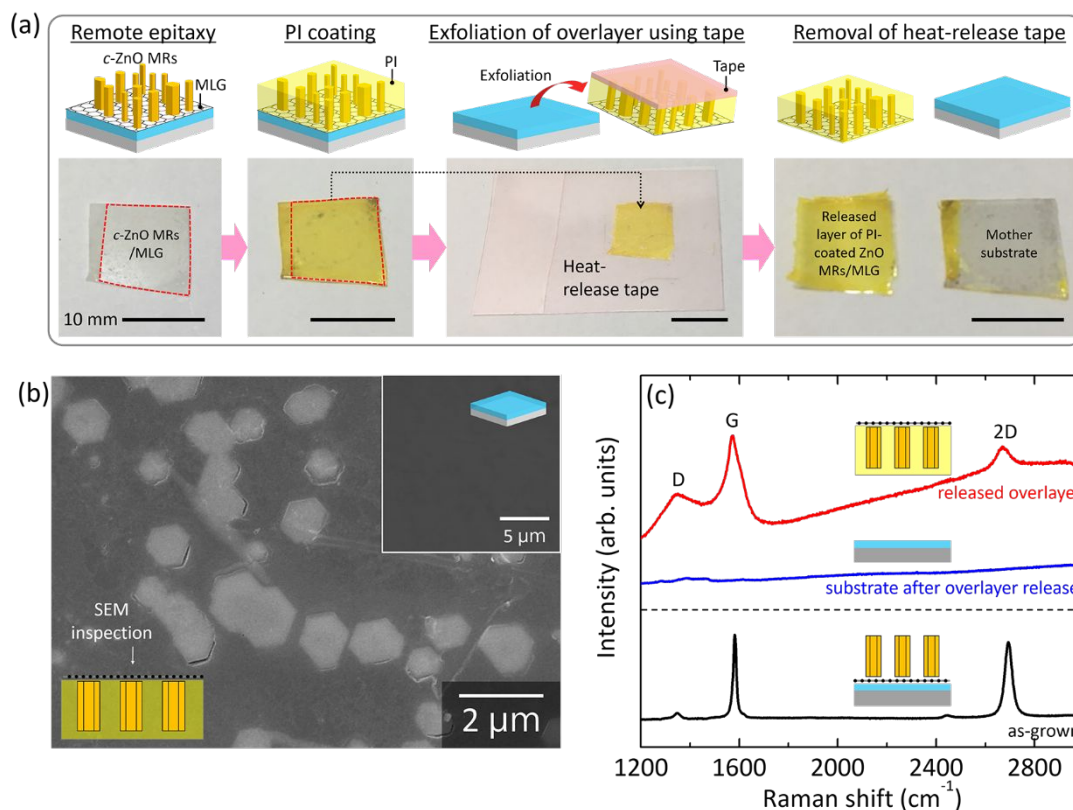 (a)
Remote epitaxy
c-ZnO MRs
MLG
PI coating
PI
Exfoliation of overlayer using tape
Exfoliation
Tape
Removal of heat-release tape
c-ZnO MRs
/MLG
10 mm
Heat-
release tape
Released
layer of PI-
coated ZnO
MRs/MLG
Mother
substrate
(b)
5 μm
SEM
inspection
2 μm
(c)
Intensity (arb. units)
D
G
2D
released overlaye
substrate after overlayer release
as-grown
1200
1600
2000
2400
2800
Raman shift (cm⁻¹)